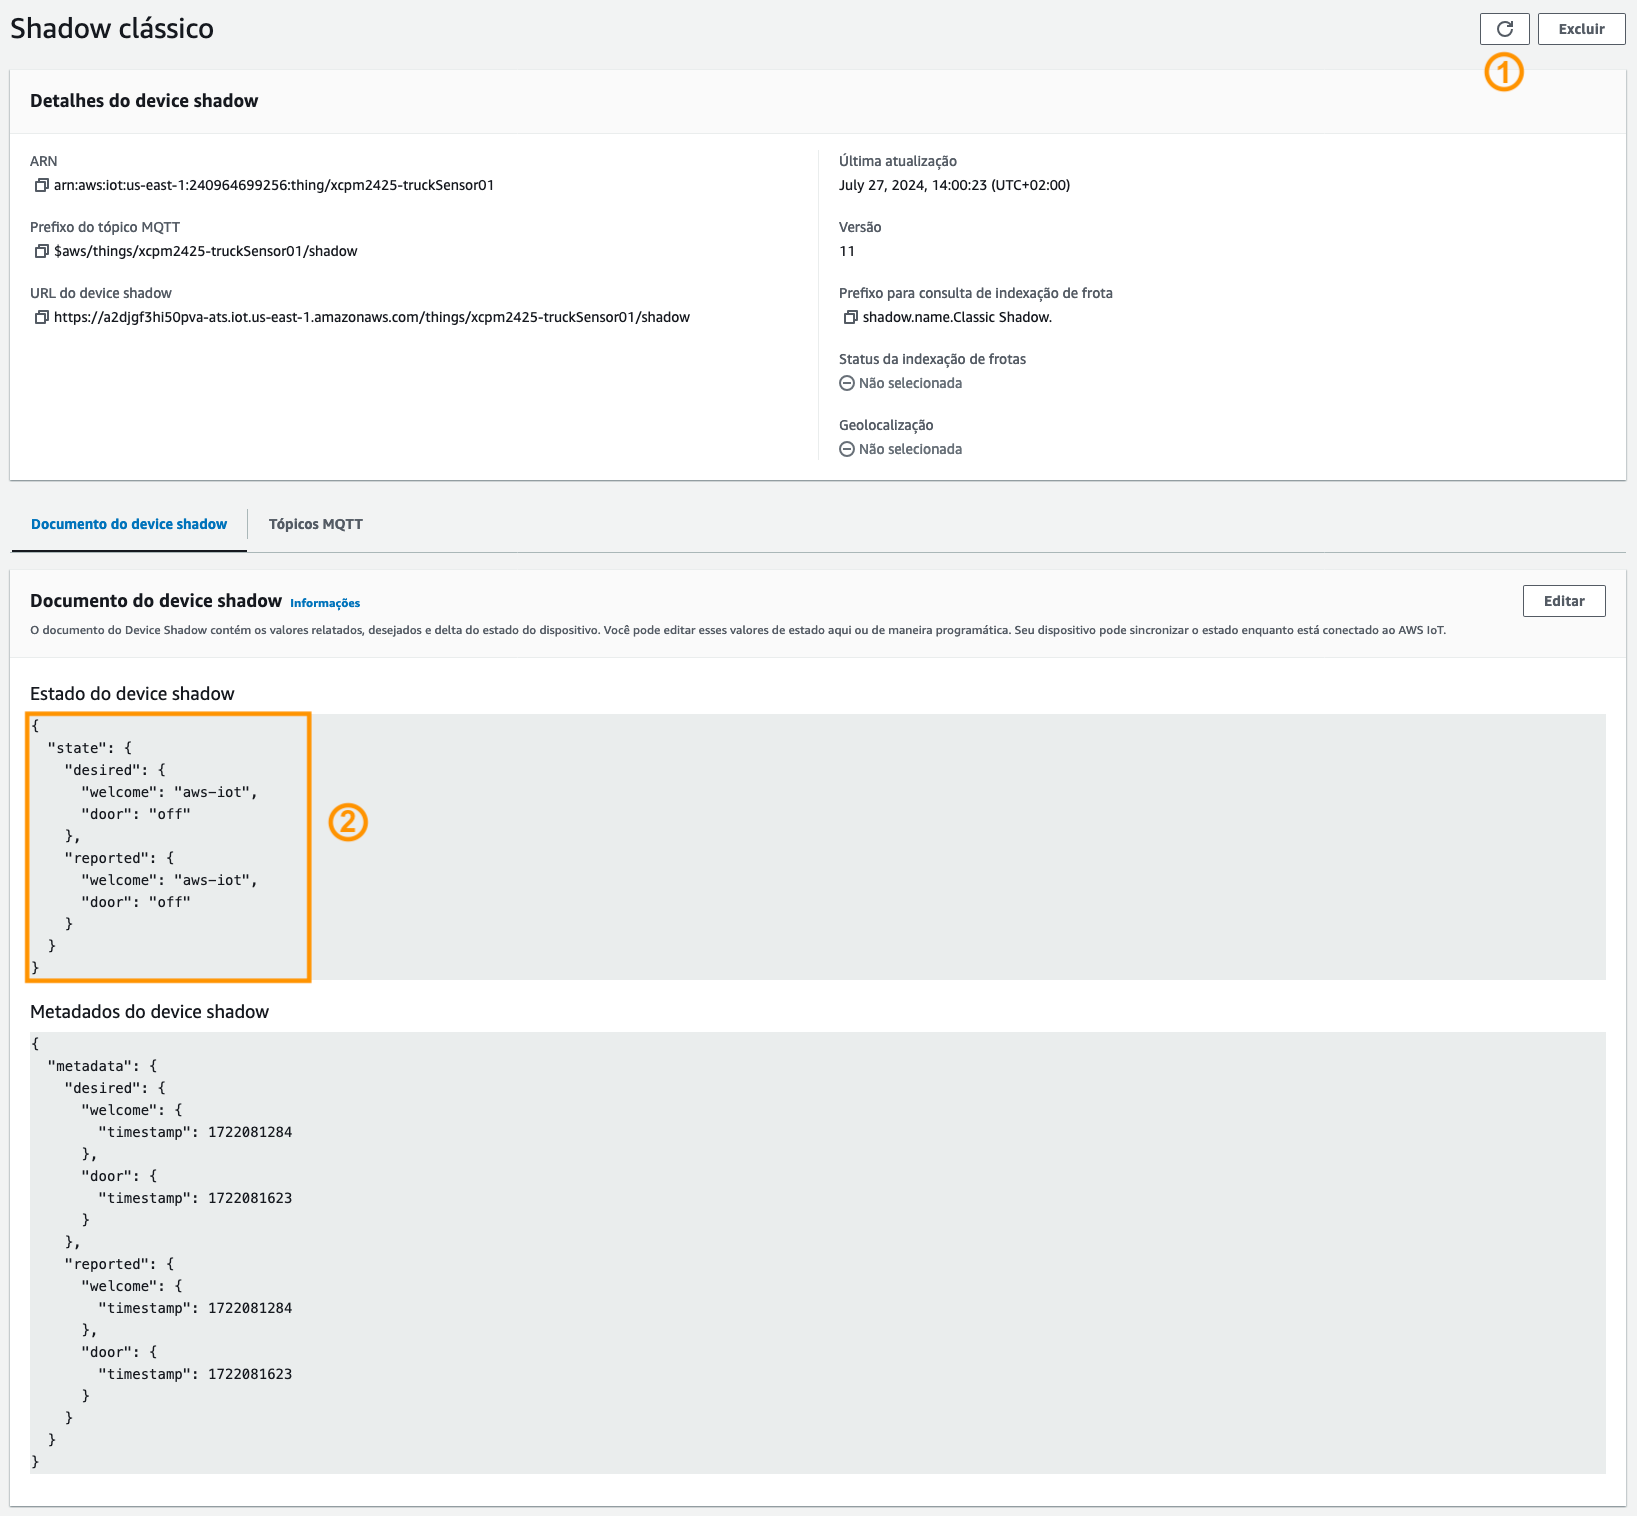 Shadow clássico
Excluir
1
Detalhes do device shadow
ARN
arn:aws:iot:us-east-1:240964699256:thing/xcpm2425-truckSensor01
Prefixo do tópico MQTT
$aws/things/xcpm2425-truckSensor01/shadow
URL do device shadow
https://a2djgf3hi50pva-ats.iot.us-east-1.amazonaws.com/things/xcpm2425-truckSensor01/shadow
Última atualização
July 27, 2024, 14:00:23 (UTC+02:00)
Versão
11
Prefixo para consulta de indexação de frota
shadow.name.Classic Shadow.
Status da indexação de frotas
Não selecionada
Geolocalização
Não selecionada
Documento do device shadow
Tópicos MQTT
Documento do device shadow Informações
Editar
O documento do Device Shadow contém os valores relatados, desejados e delta do estado do dispositivo. Você pode editar esses valores de estado aqui ou de maneira programática. Seu dispositivo pode sincronizar o estado enquanto está conectado ao AWS IoT.
Estado do device shadow
{
  "state": {
    "desired": {
      "welcome": "aws-iot",
      "door": "off"
    },
    "reported": {
      "welcome": "aws-iot",
      "door": "off"
    }
  }
}
2
Metadados do device shadow
{
  "metadata": {
    "desired": {
      "welcome": {
        "timestamp": 1722081284
      },
      "door": {
        "timestamp": 1722081623
      }
    },
    "reported": {
      "welcome": {
        "timestamp": 1722081284
      },
      "door": {
        "timestamp": 1722081623
      }
    }
  }
}